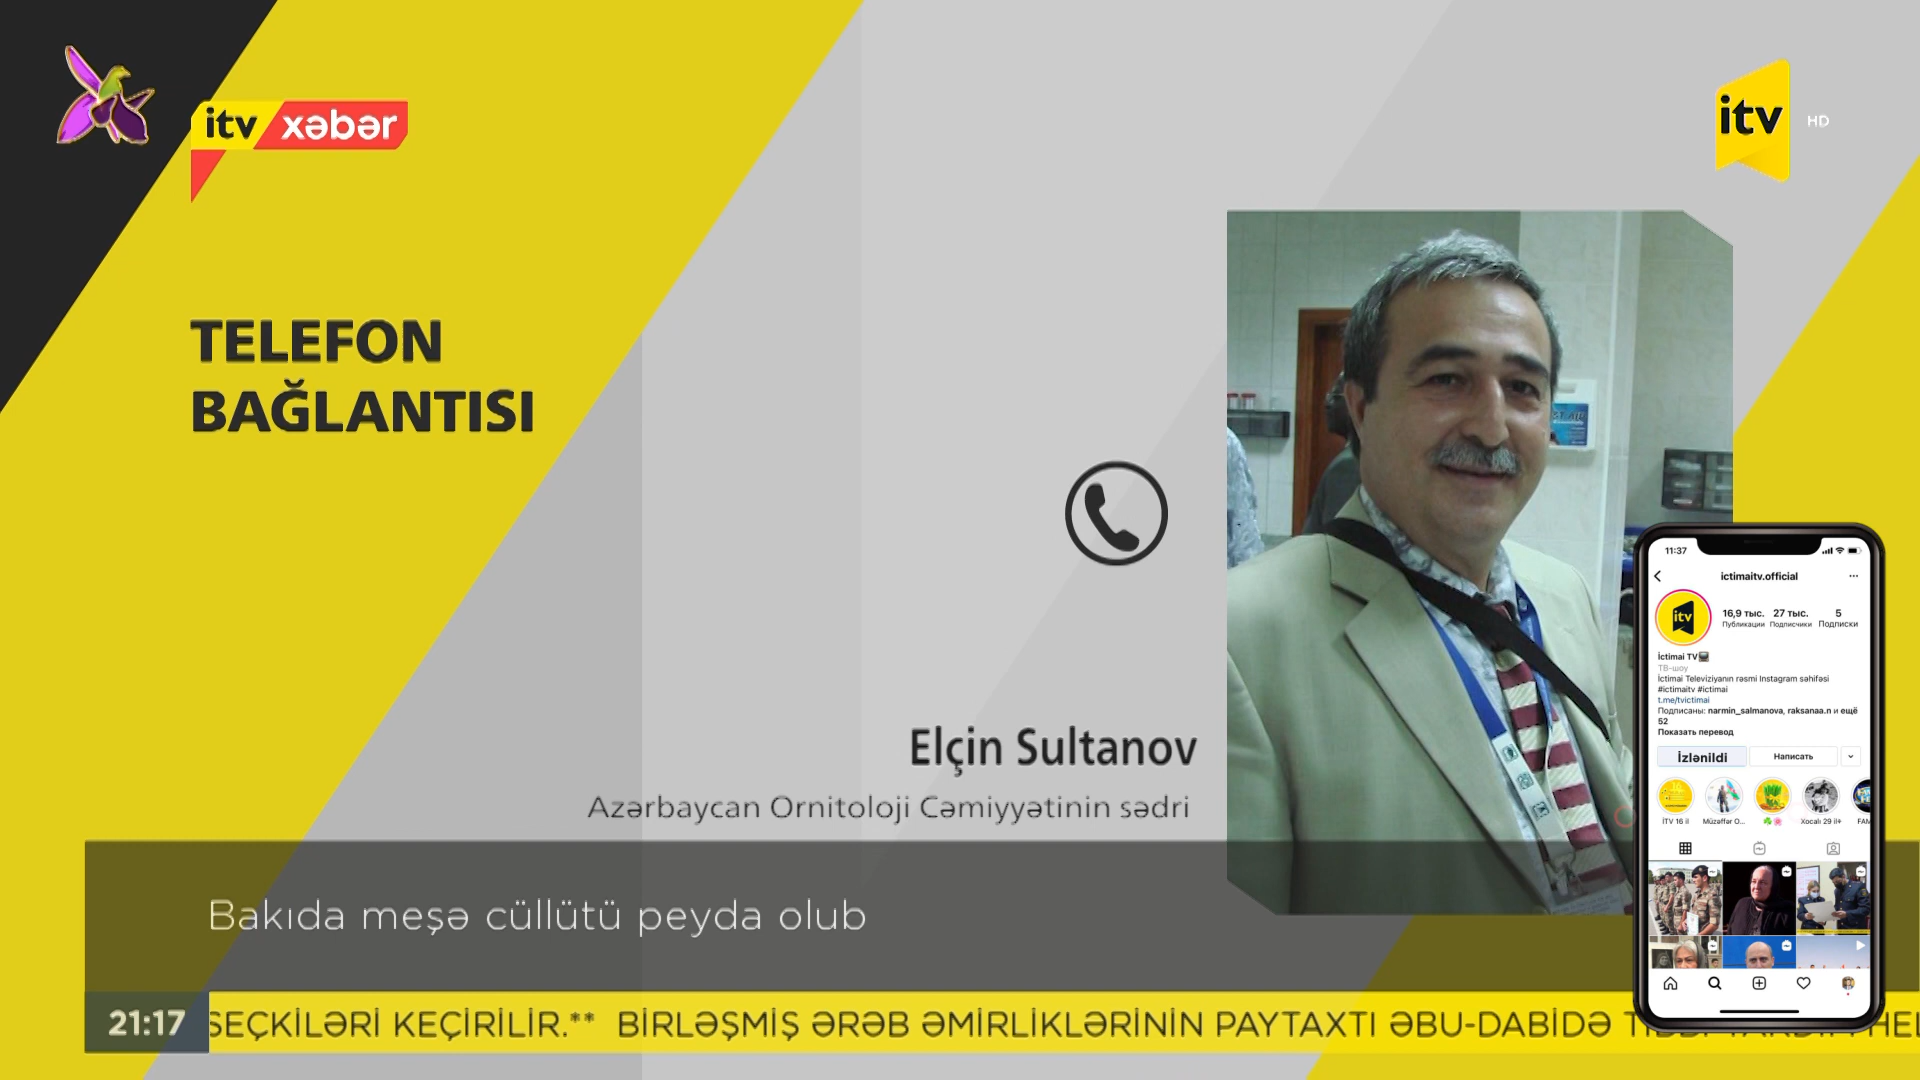 itv xəbər
itv HD
TELEFON
BAĞLANTISI
Elçin Sultanov
Azərbaycan Ornitoloji Cəmiyyətinin sədri
Bakıda meşə cüllütü peyda olub
21:17 SEÇKİLƏRİ KEÇİRİLİR.** BİRLƏŞMİŞ ƏRƏB ƏMİRLİKLƏRİNİN PAYTAXTI ƏBU-DABİDƏ
11:37
ictimaitv.official
itv
16,9 тыс. 27 тыс. 5
Публикации Подписчики Подписки
İctimai TV
ТВ-шоу
İctimai Televiziyanın rəsmi Instagram səhifəsi
#ictimaitv #ictimai
t.me/tvictimai
Подписаны: narmin_salmanova, raksanaa.n и ещё
52
Показать перевод
İzlənildi Написать
İTV 16 il Müzəffər O... Xocalı 29 il FAM